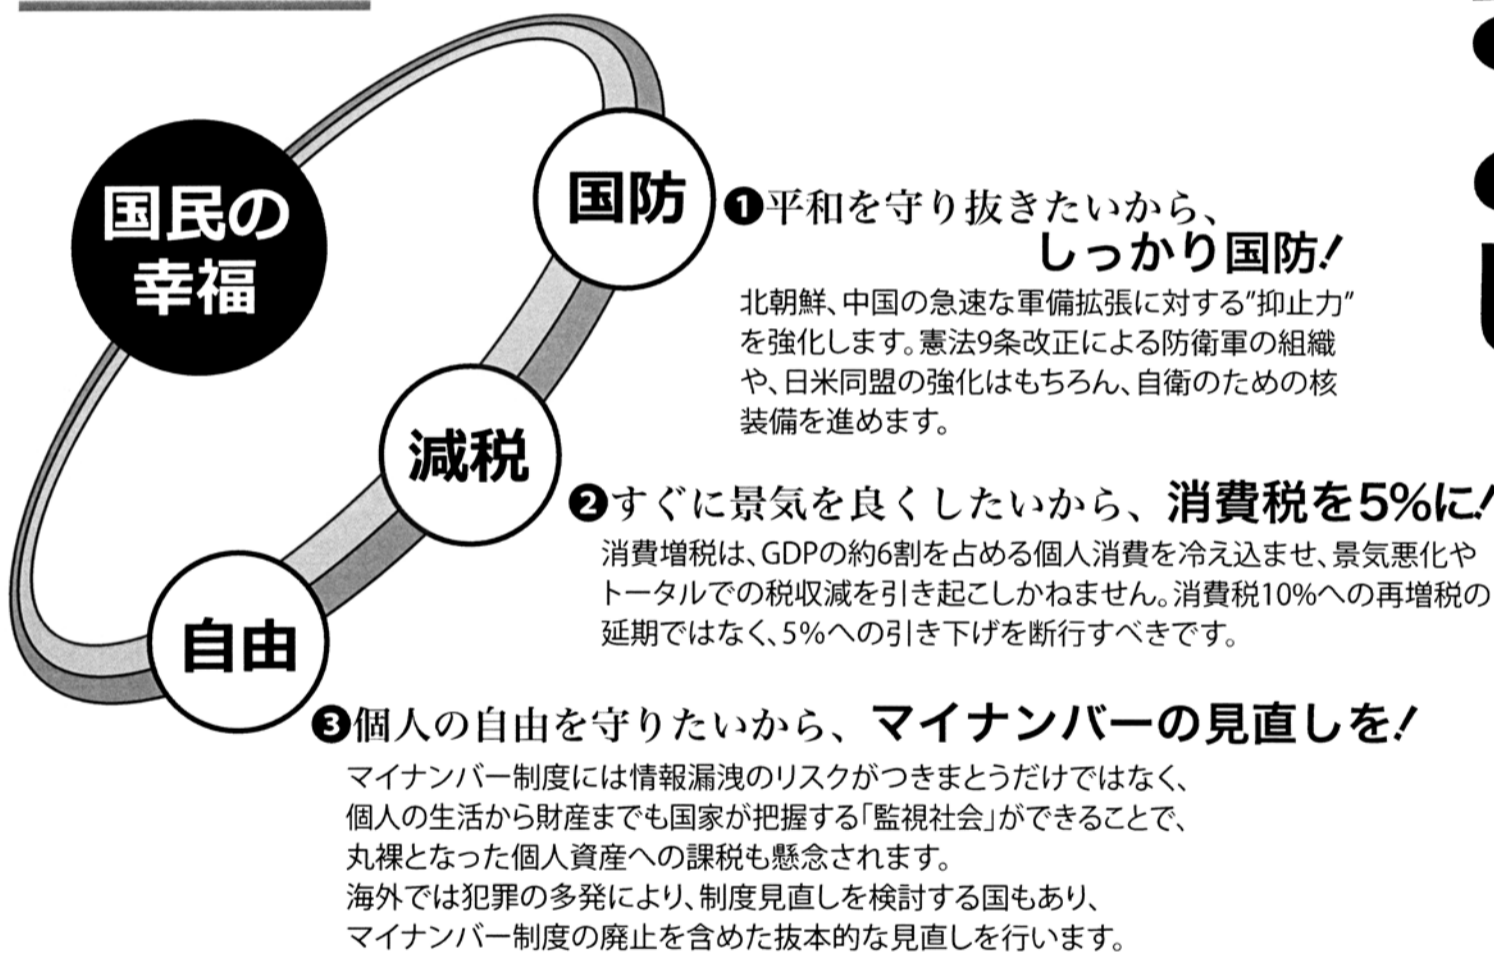 国民の
幸福
国防
❶平和を守り抜きたいから、
しっかり国防!
北朝鮮、中国の急速な軍備拡張に対する"抑止力"
を強化します。憲法9条改正による防衛軍の組織
や、日米同盟の強化はもちろん、自衛のための核
装備を進めます。
減税
❷すぐに景気を良くしたいから、消費税を5%に!
消費増税は、GDPの約6割を占める個人消費を冷え込ませ、景気悪化や
トータルでの税収減を引き起こしかねません。消費税10%への再増税の
延期ではなく、5%への引き下げを断行すべきです。
自由
❸個人の自由を守りたいから、マイナンバーの見直しを!
マイナンバー制度には情報漏洩のリスクがつきまとうだけではなく、
個人の生活から財産までも国家が把握する「監視社会」ができることで、
丸裸となった個人資産への課税も懸念されます。
海外では犯罪の多発により、制度見直しを検討する国もあり、
マイナンバー制度の廃止を含めた抜本的な見直しを行います。